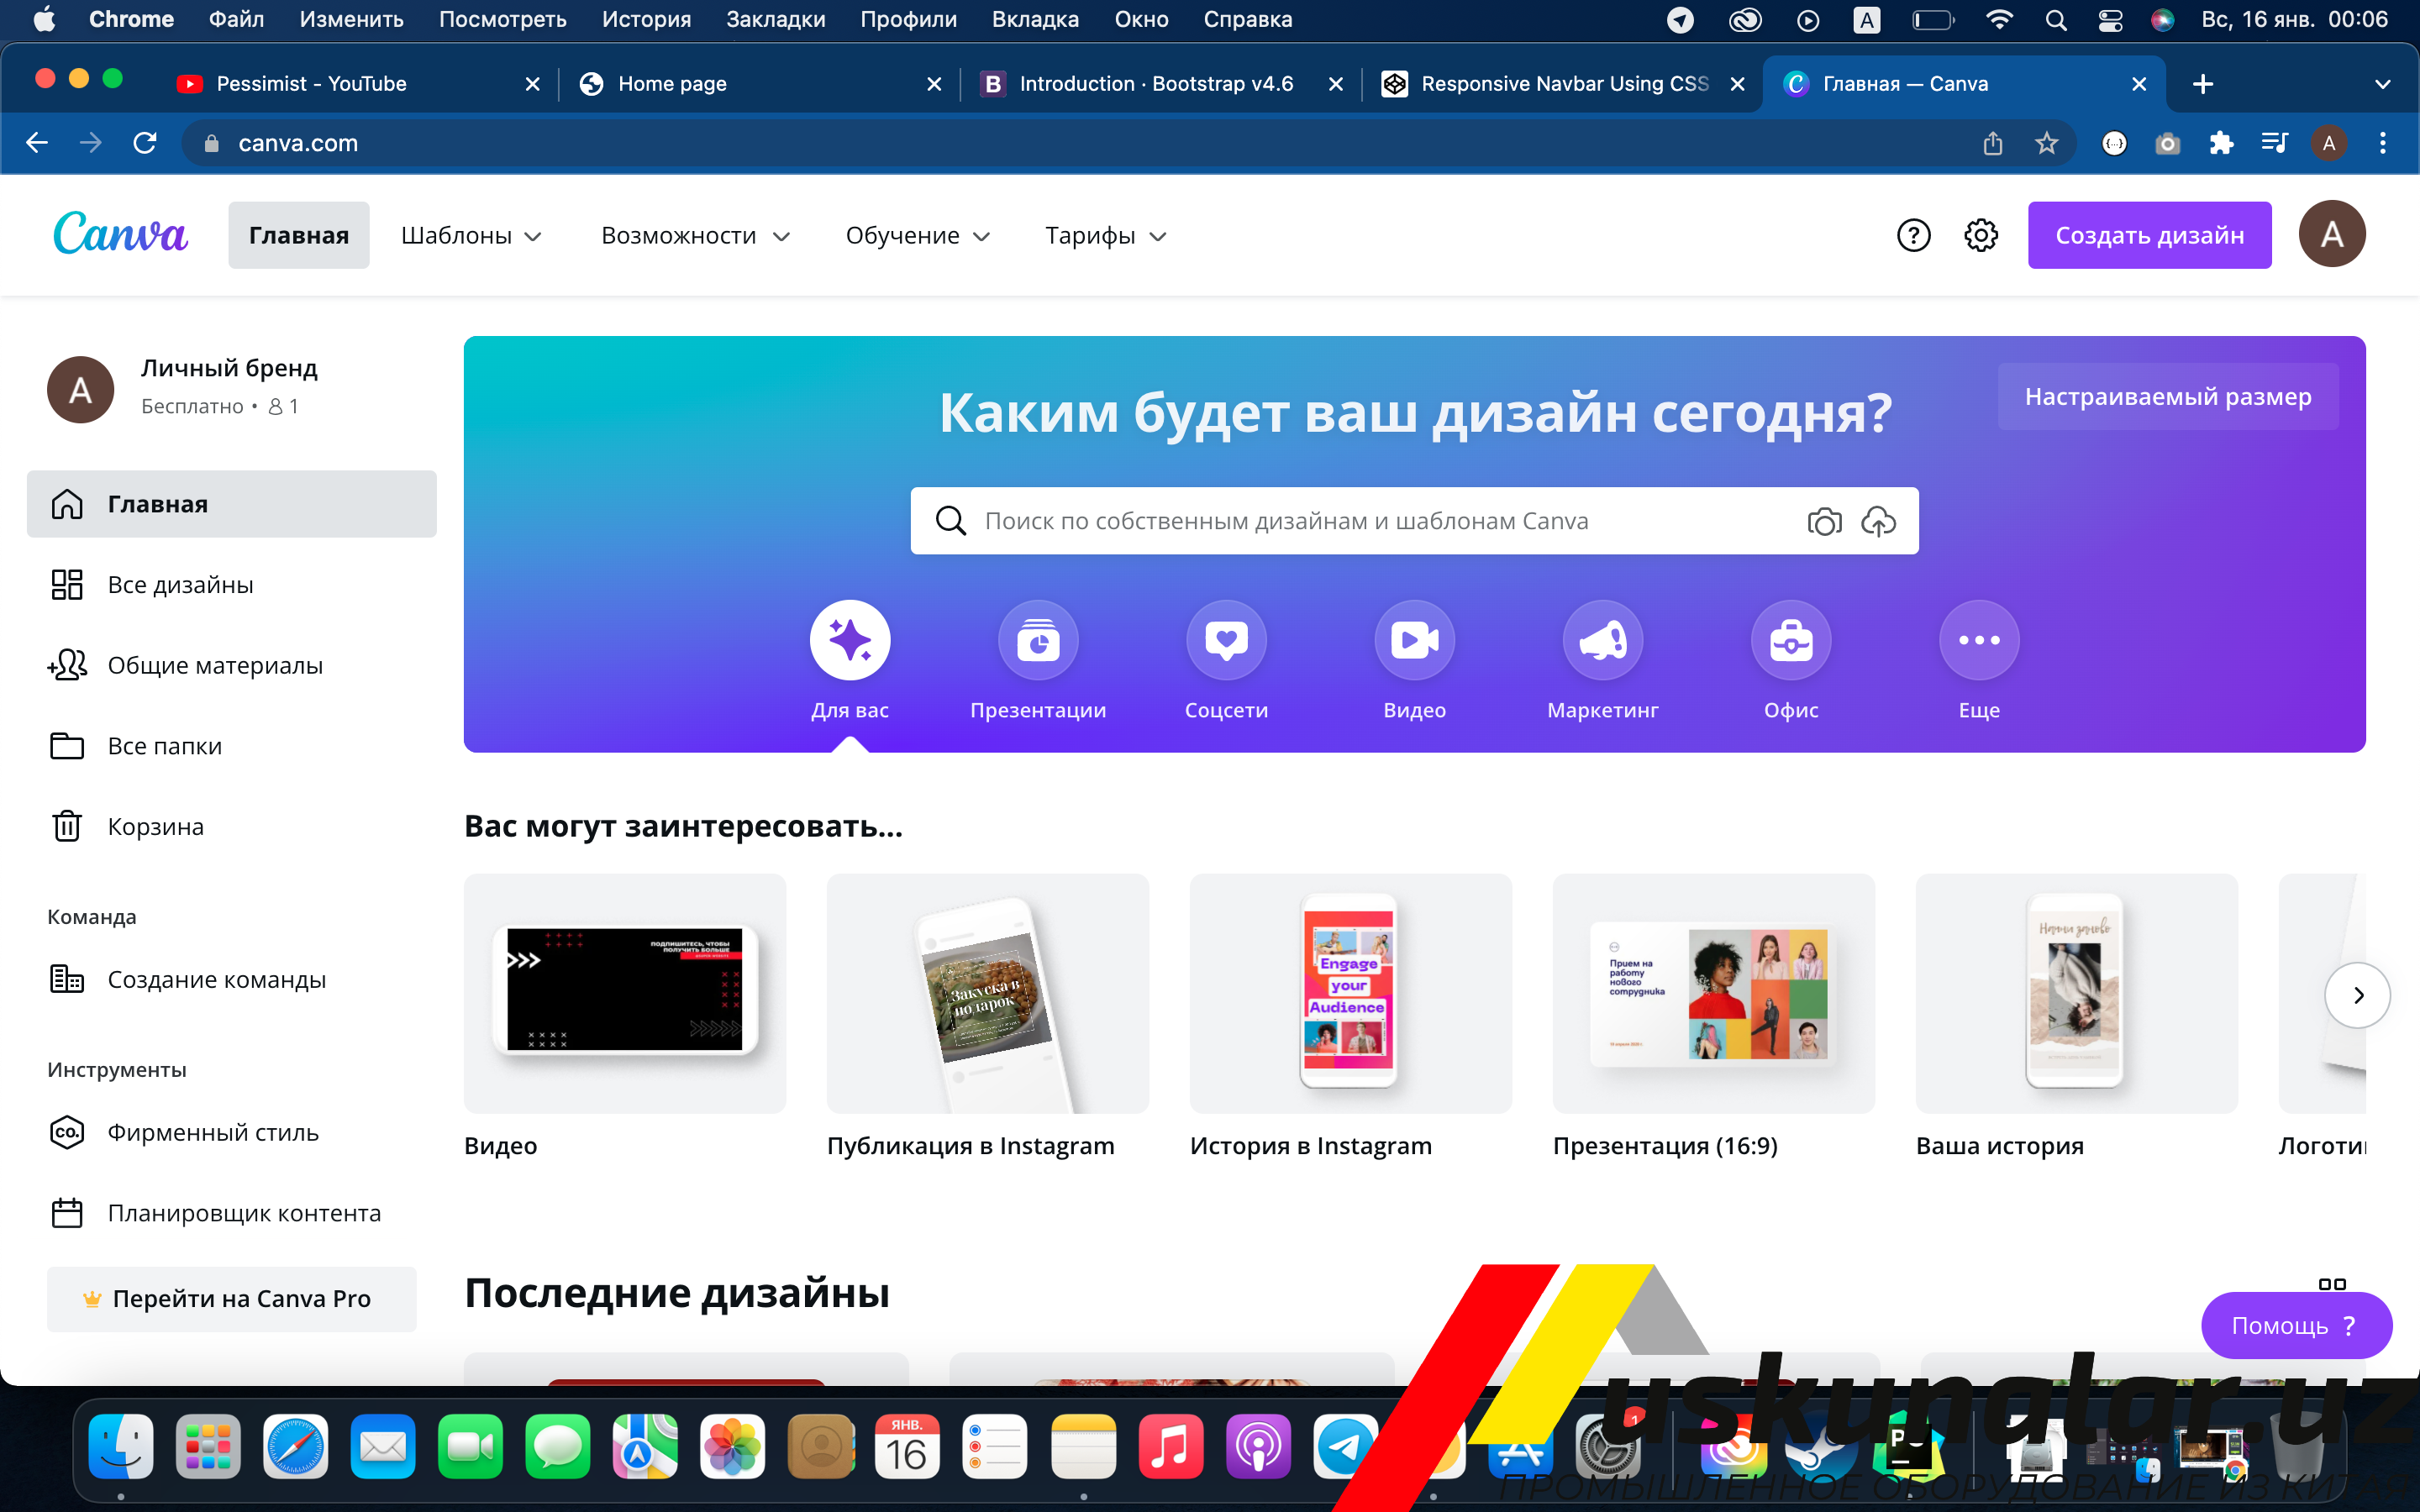 Chrome Файл Изменить Посмотреть История Закладки Профили Вкладка Окно Справка A Вс, 16 янв. 00:06
Pessimist - YouTube Home page Introduction · Bootstrap v4.6 Responsive Navbar Using CSS Главная — Canva
canva.com A
Canva Главная Шаблоны Возможности Обучение Тарифы Создать дизайн A
A Личный бренд
Бесплатно • 1
Главная
Все дизайны
Общие материалы
Все папки
Корзина
Команда
Создание команды
Инструменты
CO. Фирменный стиль
Планировщик контента
Перейти на Canva Pro
Каким будет ваш дизайн сегодня?
Настраиваемый размер
Поиск по собственным дизайнам и шаблонам Canva
Для вас Презентации Соцсети Видео Маркетинг Офис Еще
Вас могут заинтересовать...
ПОДПИШИТЕСЬ, ЧТОБЫ
ПОЛУЧИТЬ БОЛЬШЕ
Закуска в
подарок
Engage
your
Audience
Прием на
работу
нового
сотрудника
Видео Публикация в Instagram История в Instagram Презентация (16:9) Ваша история
Последние дизайны
Помощь ?
uskunalar.uz
ЯНВ.
16
1
ПРОМЫШЛЕННОЕ ОБОРУДОВАНИЕ ИЗ